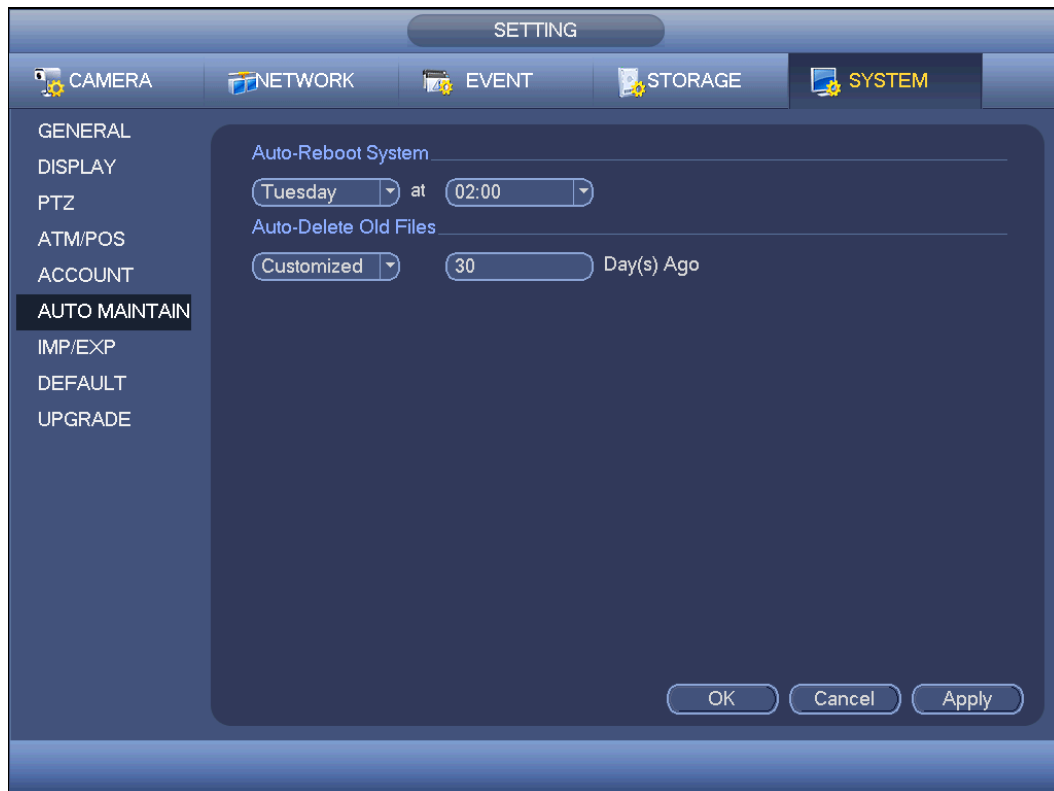 SETTING
CAMERA NETWORK EVENT STORAGE SYSTEM
GENERAL
DISPLAY
PTZ
ATM/POS
ACCOUNT
AUTO MAINTAIN
IMP/EXP
DEFAULT
UPGRADE
Auto-Reboot System
Tuesday at 02:00
Auto-Delete Old Files
Customized 30 Day(s) Ago
OK Cancel Apply